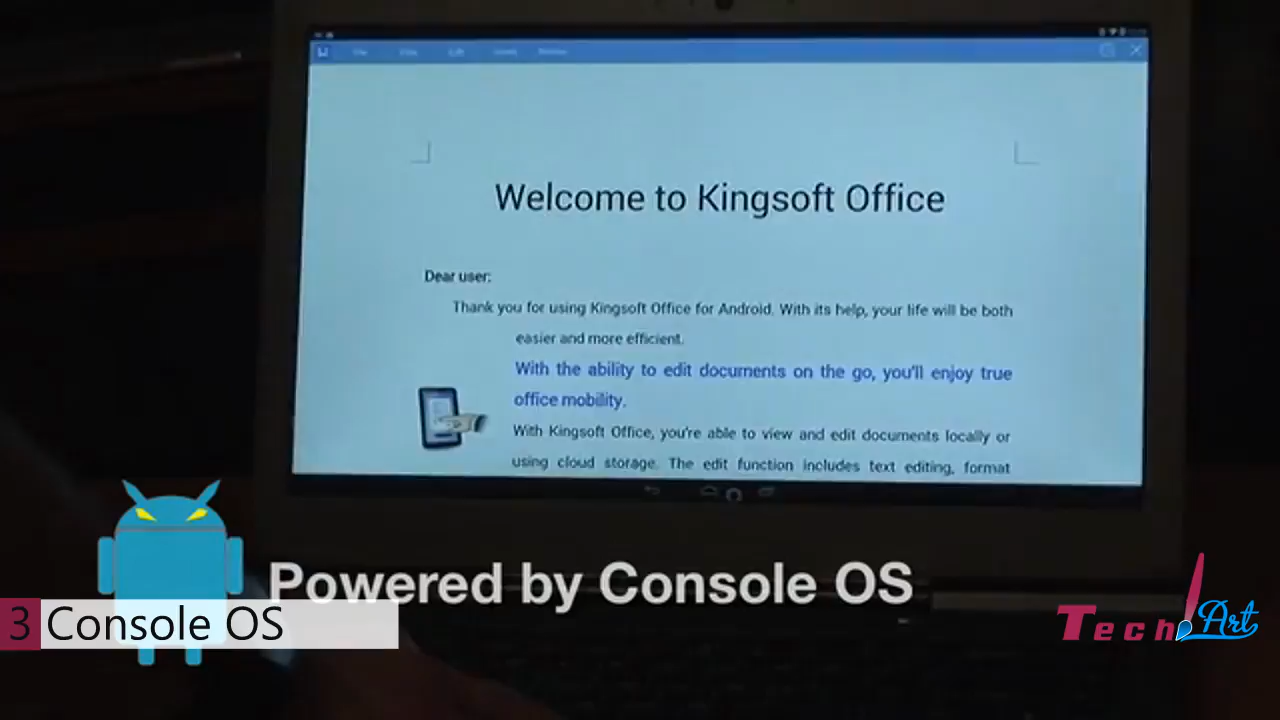 Welcome to Kingsoft Office
Dear user:
Thank you for using Kingsoft Office for Android. With its help, your life will be both
easier and more efficient.
With the ability to edit documents on the go, you'll enjoy true
office mobility.
With Kingsoft Office, you're able to view and edit documents locally or
using cloud storage. The edit function includes text editing, format
Powered by Console OS
3 Console OS
Tech Art